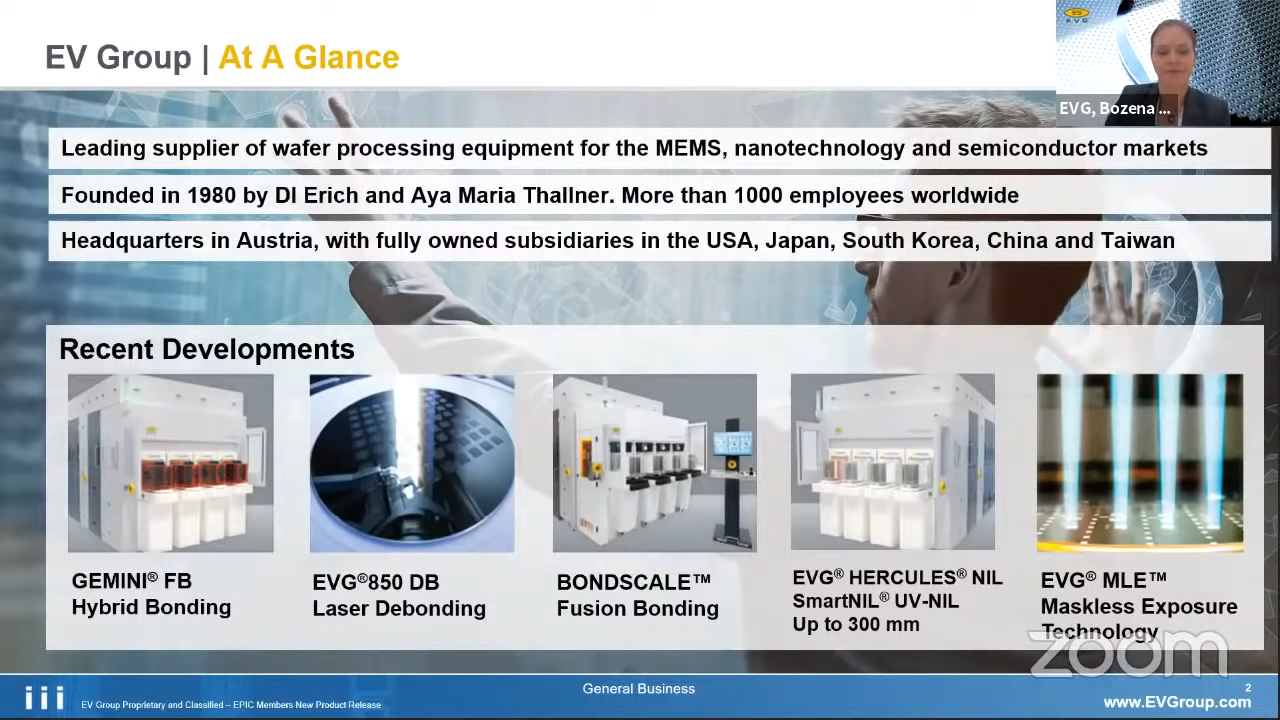 EV Group | At A Glance
EVG
EVG, Bozena ...
Leading supplier of wafer processing equipment for the MEMS, nanotechnology and semiconductor markets
Founded in 1980 by DI Erich and Aya Maria Thallner. More than 1000 employees worldwide
Headquarters in Austria, with fully owned subsidiaries in the USA, Japan, South Korea, China and Taiwan
Recent Developments
GEMINI® FB
Hybrid Bonding
EVG®850 DB
Laser Debonding
BONDSCALE™
Fusion Bonding
EVG® HERCULES® NIL
SmartNIL® UV-NIL
Up to 300 mm
EVG® MLE™
Maskless Exposure
Technology
zoom
iii
EV Group Proprietary and Classified – EPIC Members New Product Release
General Business
2
www.EVGroup.com